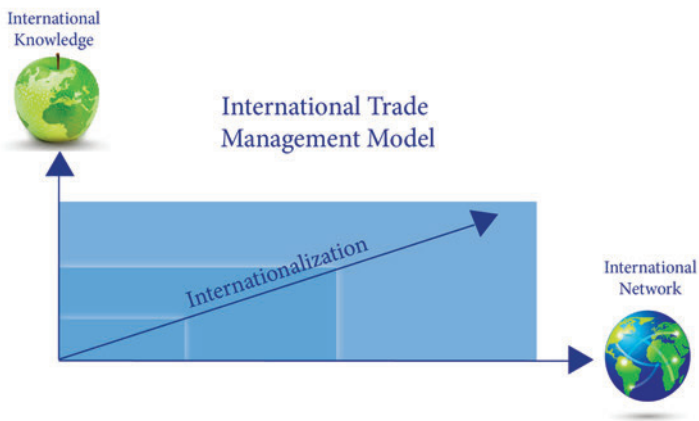 International
Knowledge
International Trade
Management Model
Internationalization
International
Network